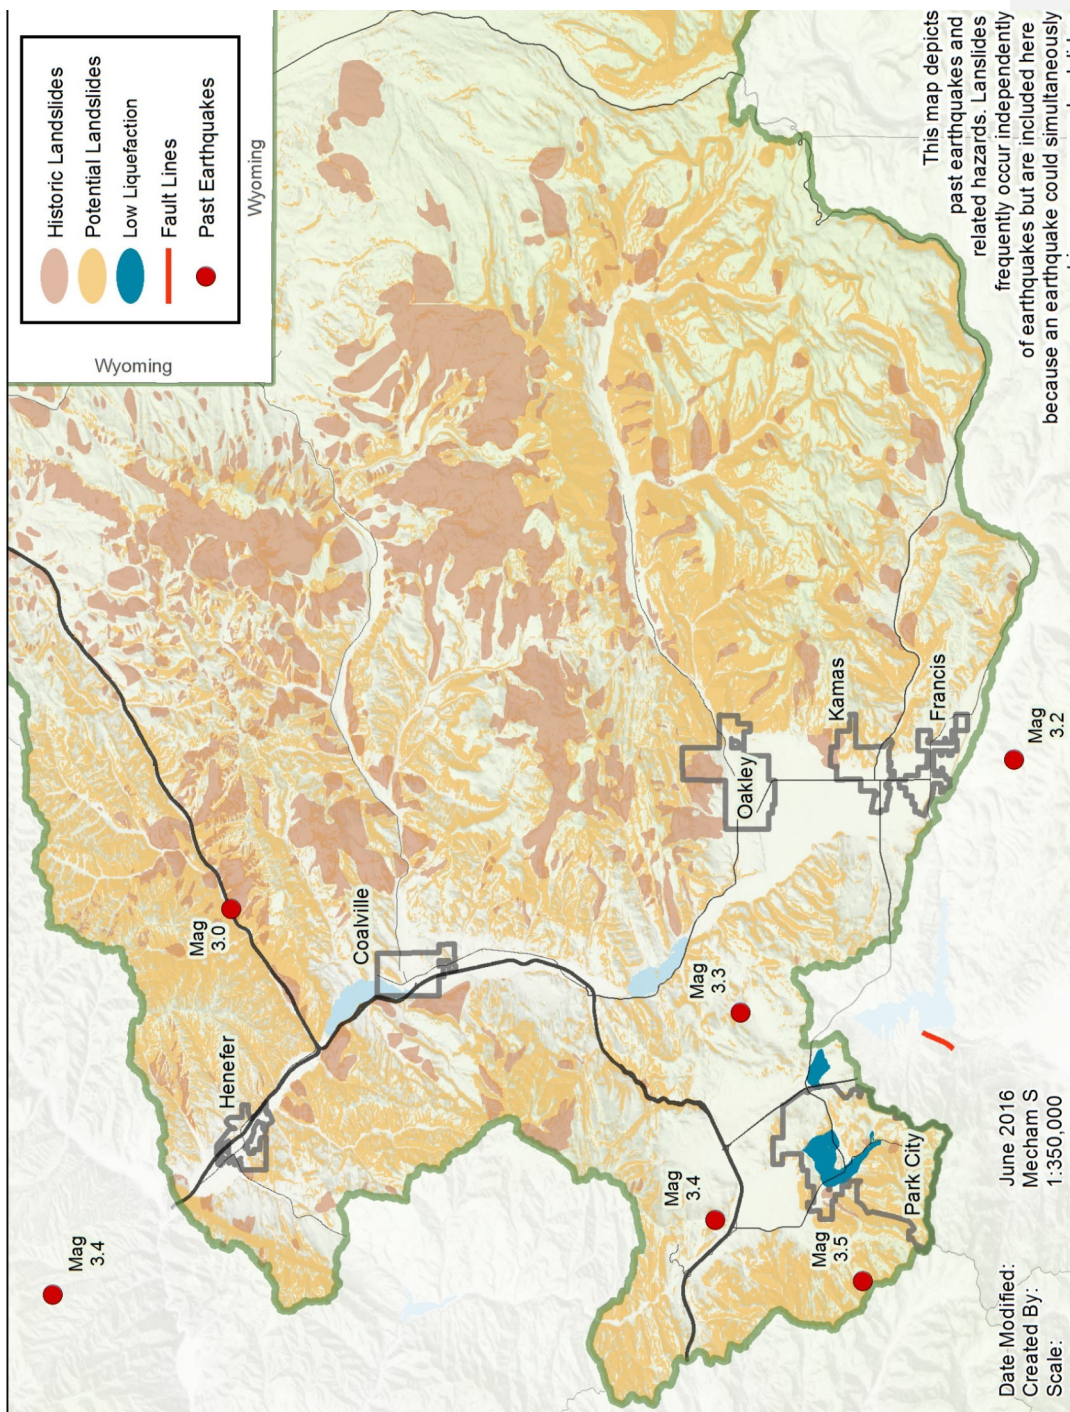 Historic Landslides
Potential Landslides
Low Liquefaction
Fault Lines
Past Earthquakes
Wyoming
Wyoming
Mag
3.4
Henefer
Mag
3.0
Coalville
Mag
3.4
Mag
3.3
Mag
3.5
Park City
Oakley
Kamas
Francis
Mag
3.2
This map depicts
past earthquakes and
related hazards. Lanslides
frequently occur independently
of earthquakes but are included here
because an earthquake could simultaneously
Date Modified: June 2016
Created By: Mecham S
Scale: 1:350,000